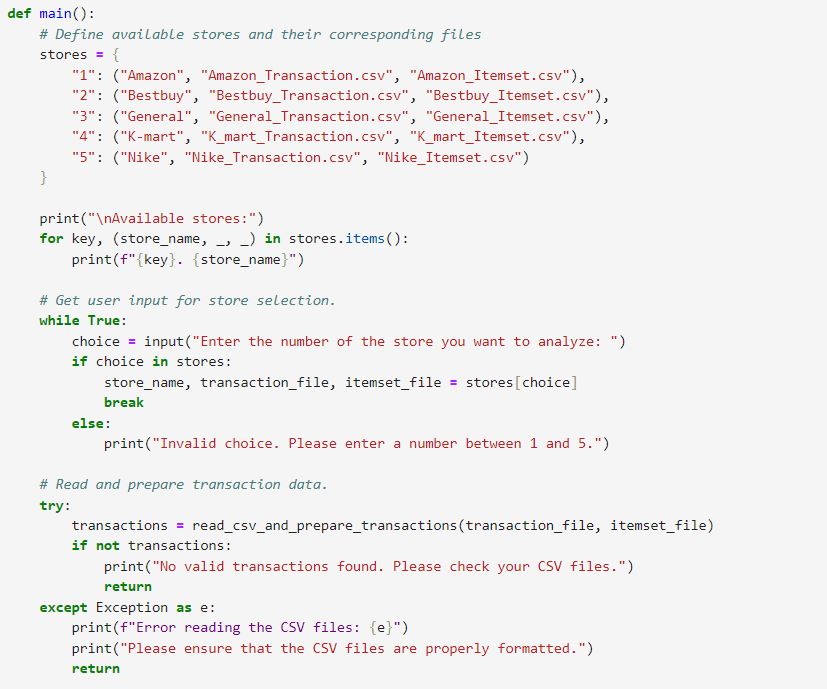 def main():
    # Define available stores and their corresponding files
    stores = {
        "1": ("Amazon", "Amazon_Transaction.csv", "Amazon_Itemset.csv"),
        "2": ("Bestbuy", "Bestbuy_Transaction.csv", "Bestbuy_Itemset.csv"),
        "3": ("General", "General_Transaction.csv", "General_Itemset.csv"),
        "4": ("K-mart", "K_mart_Transaction.csv", "K_mart_Itemset.csv"),
        "5": ("Nike", "Nike_Transaction.csv", "Nike_Itemset.csv")
    }

    print("\nAvailable stores:")
    for key, (store_name, _, _) in stores.items():
        print(f"{key}. {store_name}")

    # Get user input for store selection.
    while True:
        choice = input("Enter the number of the store you want to analyze: ")
        if choice in stores:
            store_name, transaction_file, itemset_file = stores[choice]
            break
        else:
            print("Invalid choice. Please enter a number between 1 and 5.")

    # Read and prepare transaction data.
    try:
        transactions = read_csv_and_prepare_transactions(transaction_file, itemset_file)
        if not transactions:
            print("No valid transactions found. Please check your CSV files.")
            return
    except Exception as e:
        print(f"Error reading the CSV files: {e}")
        print("Please ensure that the CSV files are properly formatted.")
        return